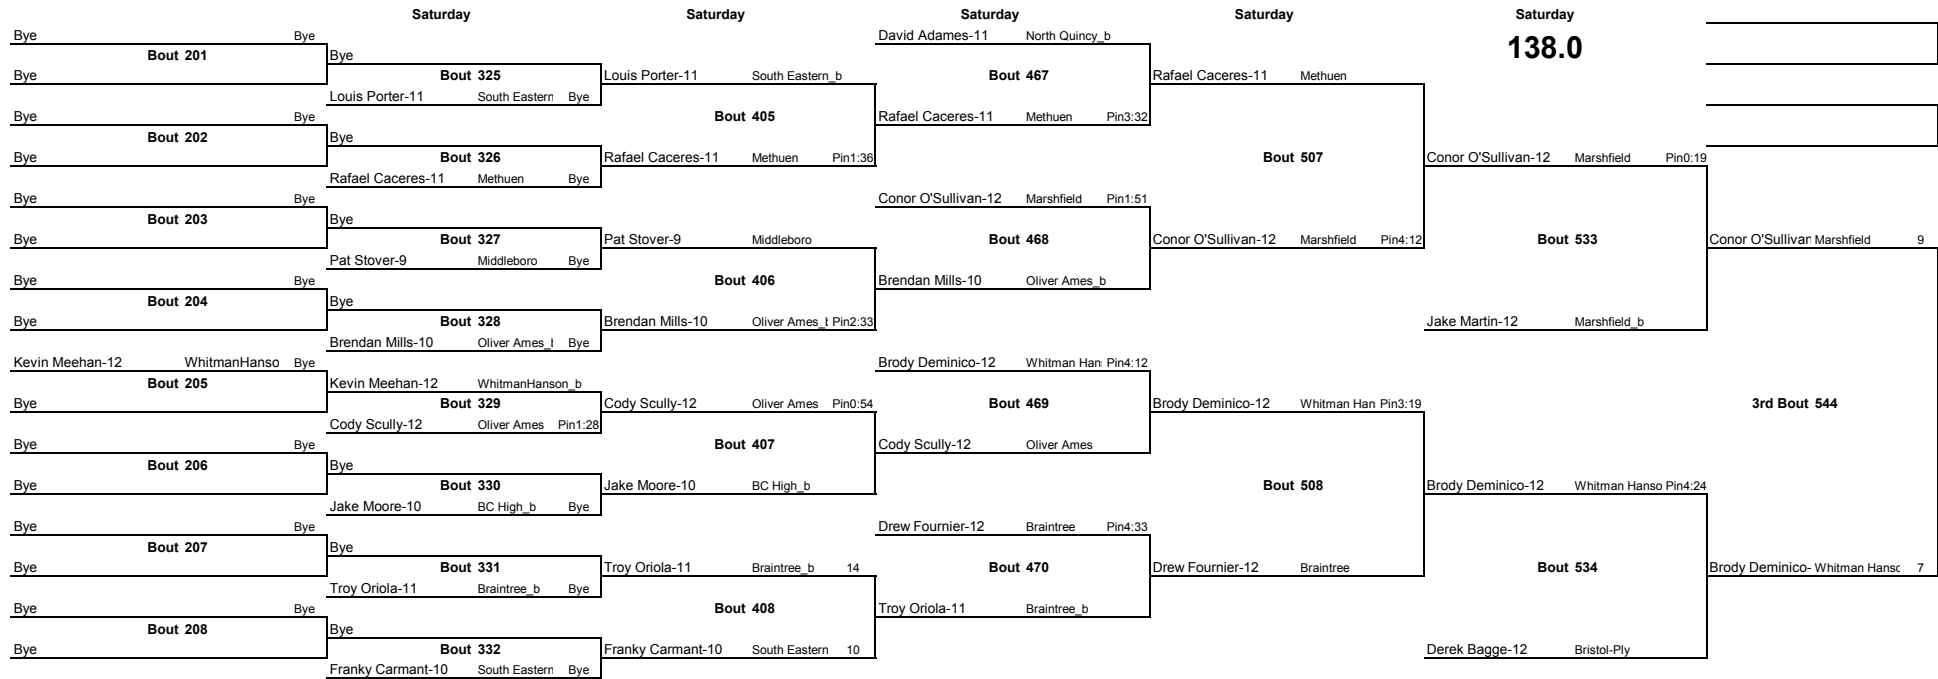 Saturday Saturday Saturday Saturday Saturday
Bye Bye David Adames-11 North Quincy_b 138.0
Bout 201 Bye
Bye Bout 325 Louis Porter-11 South Eastern_b Bout 467 Rafael Caceres-11 Methuen
Louis Porter-11 South Eastern Bye
Bye Bye Bout 405 Rafael Caceres-11 Methuen Pin3:32
Bout 202 Bye
Bye Bout 326 Rafael Caceres-11 Methuen Pin1:36 Bout 507 Conor O'Sullivan-12 Marshfield Pin0:19
Rafael Caceres-11 Methuen Bye
Bye Bye Conor O'Sullivan-12 Marshfield Pin1:51
Bout 203 Bye
Bye Bout 327 Pat Stover-9 Middleboro Bout 468 Conor O'Sullivan-12 Marshfield Pin4:12 Bout 533 Conor O'Sullivan Marshfield 9
Pat Stover-9 Middleboro Bye
Bye Bye Bout 406 Brendan Mills-10 Oliver Ames_b
Bout 204 Bye
Bye Bout 328 Brendan Mills-10 Oliver Ames_b Pin2:33 Jake Martin-12 Marshfield_b
Brendan Mills-10 Oliver Ames_b Bye
Kevin Meehan-12 WhitmanHanso Bye Brody Deminico-12 Whitman Han Pin4:12
Bout 205 Kevin Meehan-12 WhitmanHanson_b
Bye Bout 329 Cody Scully-12 Oliver Ames Pin0:54 Bout 469 Brody Deminico-12 Whitman Han Pin3:19 3rd Bout 544
Cody Scully-12 Oliver Ames Pin1:28
Bye Bye Bout 407 Cody Scully-12 Oliver Ames
Bout 206 Bye
Bye Bout 330 Jake Moore-10 BC High_b Bout 508 Brody Deminico-12 Whitman Hanso Pin4:24
Jake Moore-10 BC High_b Bye
Bye Bye Drew Fournier-12 Braintree Pin4:33
Bout 207 Bye
Bye Bout 331 Troy Oriola-11 Braintree_b 14 Bout 470 Drew Fournier-12 Braintree Bout 534 Brody Deminico- Whitman Hansc 7
Troy Oriola-11 Braintree_b Bye
Bye Bye Bout 408 Troy Oriola-11 Braintree_b
Bout 208 Bye
Bye Bout 332 Franky Carmant-10 South Eastern 10 Derek Bagge-12 Bristol-Ply
Franky Carmant-10 South Eastern Bye